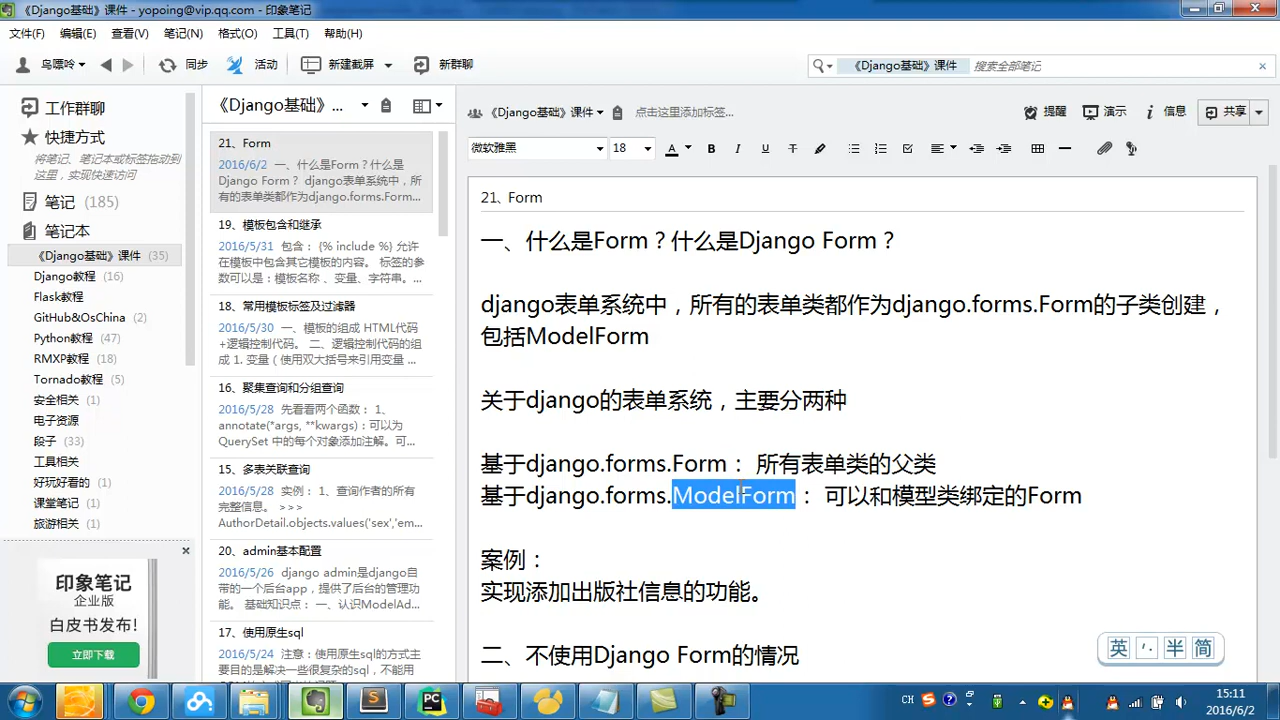 《Django基础》课件 - yopoing@vip.qq.com - 印象笔记
文件(F) 编辑(E) 查看(V) 笔记(N) 格式(O) 工具(T) 帮助(H)
鸟嘌呤 同步 活动 新建截屏 新群聊 《Django基础》课件 搜索全部笔记
工作群聊
快捷方式
将笔记、笔记本或标签拖动到
这里，实现快速访问
笔记 (185)
笔记本
《Django基础》课件 (35)
Django教程 (16)
Flask教程
GitHub&OsChina (2)
Python教程 (47)
RMXP教程 (18)
Tornado教程 (5)
安全相关 (1)
电子资源
段子 (33)
工具相关
好玩好看的 (1)
课堂笔记 (1)
旅游相关 (1)
印象笔记
企业版
白皮书发布!
立即下载
《Django基础》...
21、Form
2016/6/2 一、什么是Form？什么是
Django Form？ django表单系统中，所
有的表单类都作为django.forms.Form...
19、模板包含和继承
2016/5/31 包含： {% include %} 允许
在模板中包含其它模板的内容。 标签的参
数可以是：模板名称 、变量、字符串。...
18、常用模板标签及过滤器
2016/5/30 一、模板的组成 HTML代码
+逻辑控制代码。 二、逻辑控制代码的组
成 1. 变量（使用双大括号来引用变量 ...
16、聚集查询和分组查询
2016/5/28 先看看两个函数： 1、
annotate(*args, **kwargs)：可以为
QuerySet 中的每个对象添加注解。可...
15、多表关联查询
2016/5/28 实例： 1、查询作者的所有
完整信息。 >>>
AuthorDetail.objects.values('sex','em...
20、admin基本配置
2016/5/26 django admin是django自
带的一个后台app，提供了后台的管理功
能。 基础知识点： 一、认识ModelAd...
17、使用原生sql
2016/5/24 注意：使用原生sql的方式主
要目的是解决一些很复杂的sql，不能用
《Django基础》课件 点击这里添加标签... 提醒 演示 信息 共享
微软雅黑 18 A B I U T
21、Form
一、什么是Form？什么是Django Form？
django表单系统中，所有的表单类都作为django.forms.Form的子类创建，
包括ModelForm
关于django的表单系统，主要分两种
基于django.forms.Form： 所有表单类的父类
基于django.forms.ModelForm： 可以和模型类绑定的Form
案例：
实现添加出版社信息的功能。
二、不使用Django Form的情况
英 半 简
CH 15:11
2016/6/2